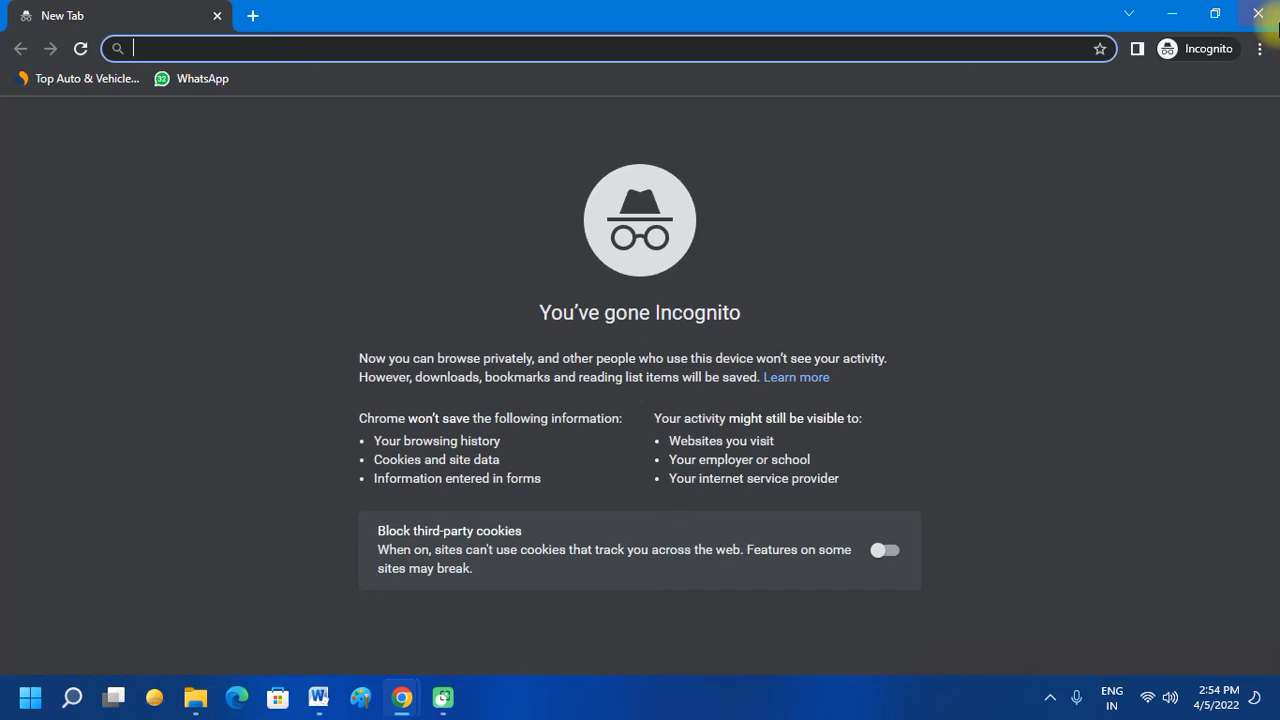 New Tab
Incognito
Top Auto & Vehicle...
32
WhatsApp
You've gone Incognito
Now you can browse privately, and other people who use this device won't see your activity.
However, downloads, bookmarks and reading list items will be saved. Learn more
Chrome won't save the following information:
• Your browsing history
• Cookies and site data
• Information entered in forms
Your activity might still be visible to:
• Websites you visit
• Your employer or school
• Your internet service provider
Block third-party cookies
When on, sites can't use cookies that track you across the web. Features on some
sites may break.
W
ENG
IN
2:54 PM
4/5/2022